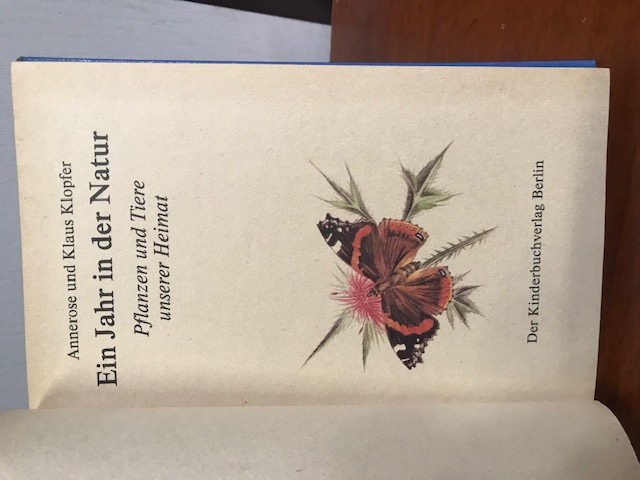 Annerose und Klaus Klopfer
Ein Jahr in der Natur
Pflanzen und Tiere
unserer Heimat
Der Kinderbuchverlag Berlin